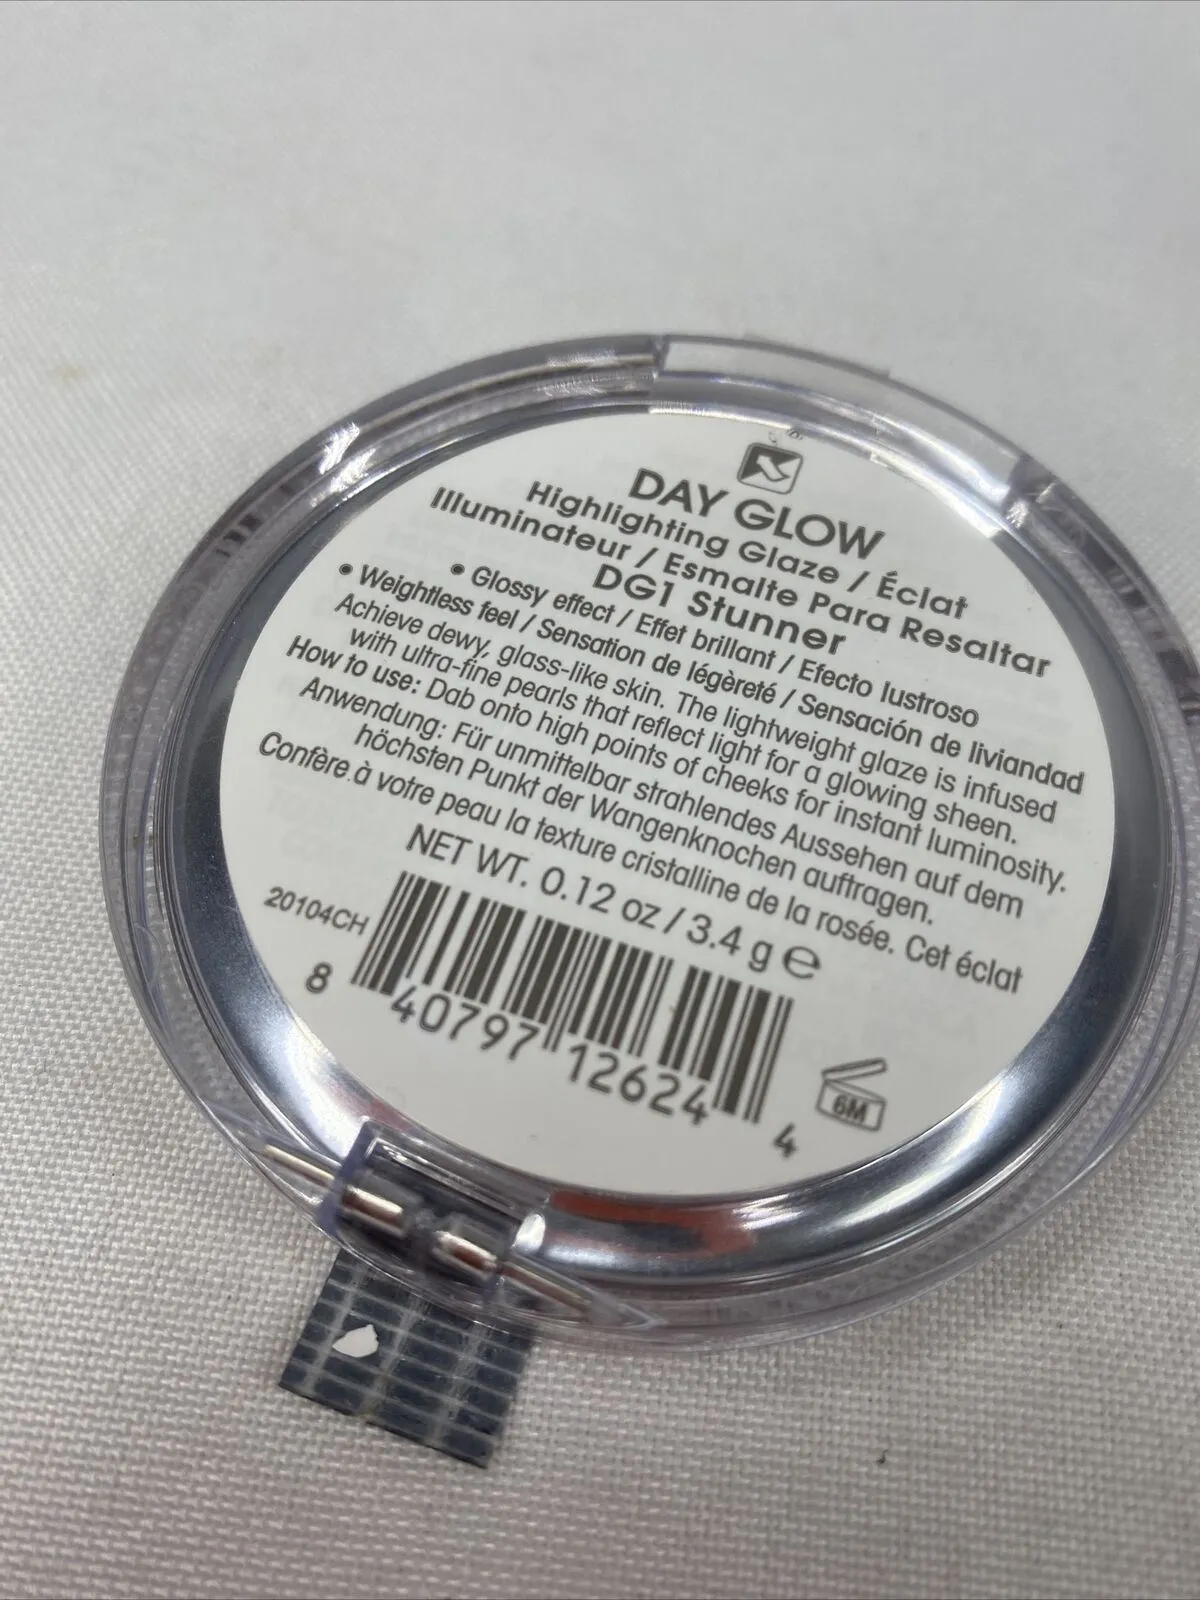 DAY GLOW
Highlighting Glaze / Éclat
Illuminateur / Esmalte Para Resaltar
DG1 Stunner
• Glossy effect / Effet brillant / Efecto lustroso
• Weightless feel / Sensation de légèreté / Sensación de liviandad
Achieve dewy, glass-like skin. The lightweight glaze is infused
with ultra-fine pearls that reflect light for a glowing sheen.
How to use: Dab onto high points of cheeks for instant luminosity.
Anwendung: Für unmittelbar strahlendes Aussehen auf dem
höchsten Punkt der Wangenknochen auftragen.
Confère à votre peau la texture cristalline de la rosée. Cet éclat
NET WT. 0.12 oz / 3.4 g ℮
20104CH
8 40797 12624 4
6M